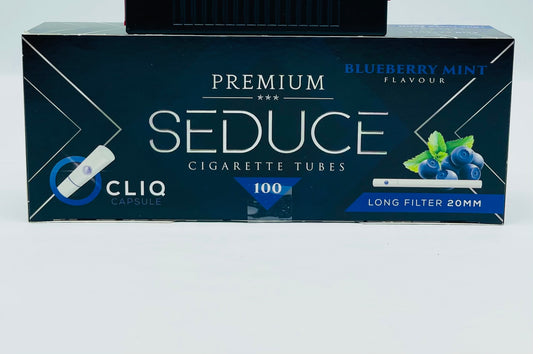 PREMIUM
SEDUCE
CIGARETTE TUBES
100
BLUEBERRY MINT
FLAVOUR
CLIQ
CAPSULE
LONG FILTER 20MM